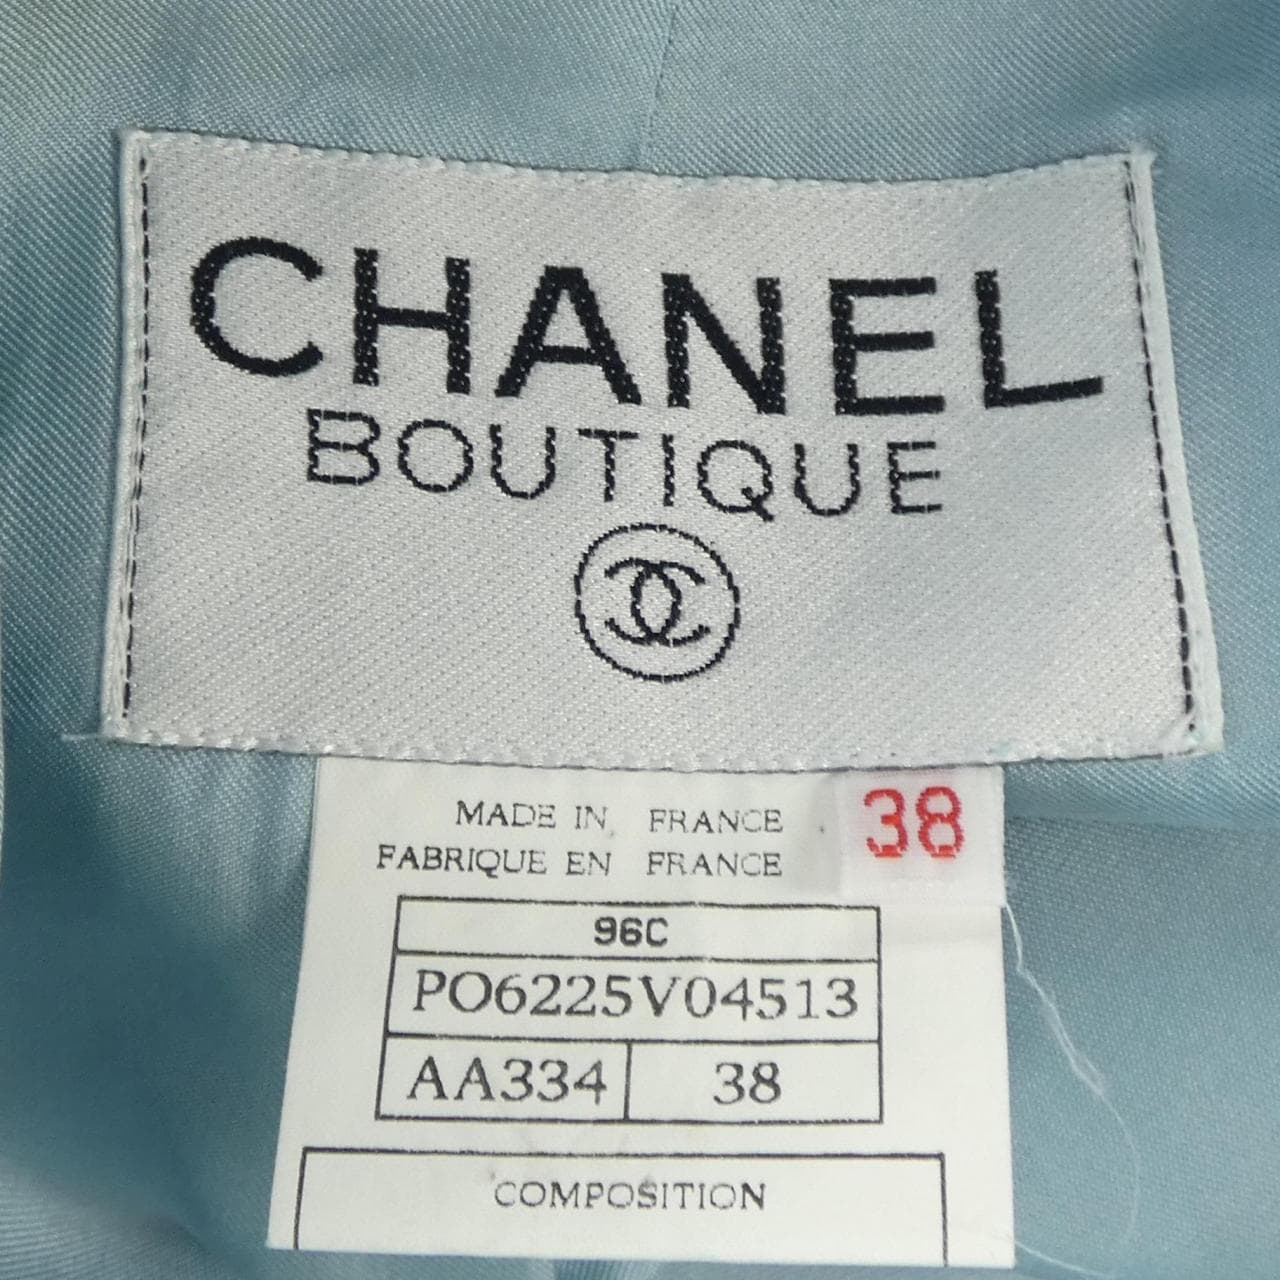 CHANEL
BOUTIQUE
MADE IN FRANCE
38
FABRIQUE EN FRANCE
96C
PO6225V04513
AA334 38
COMPOSITION